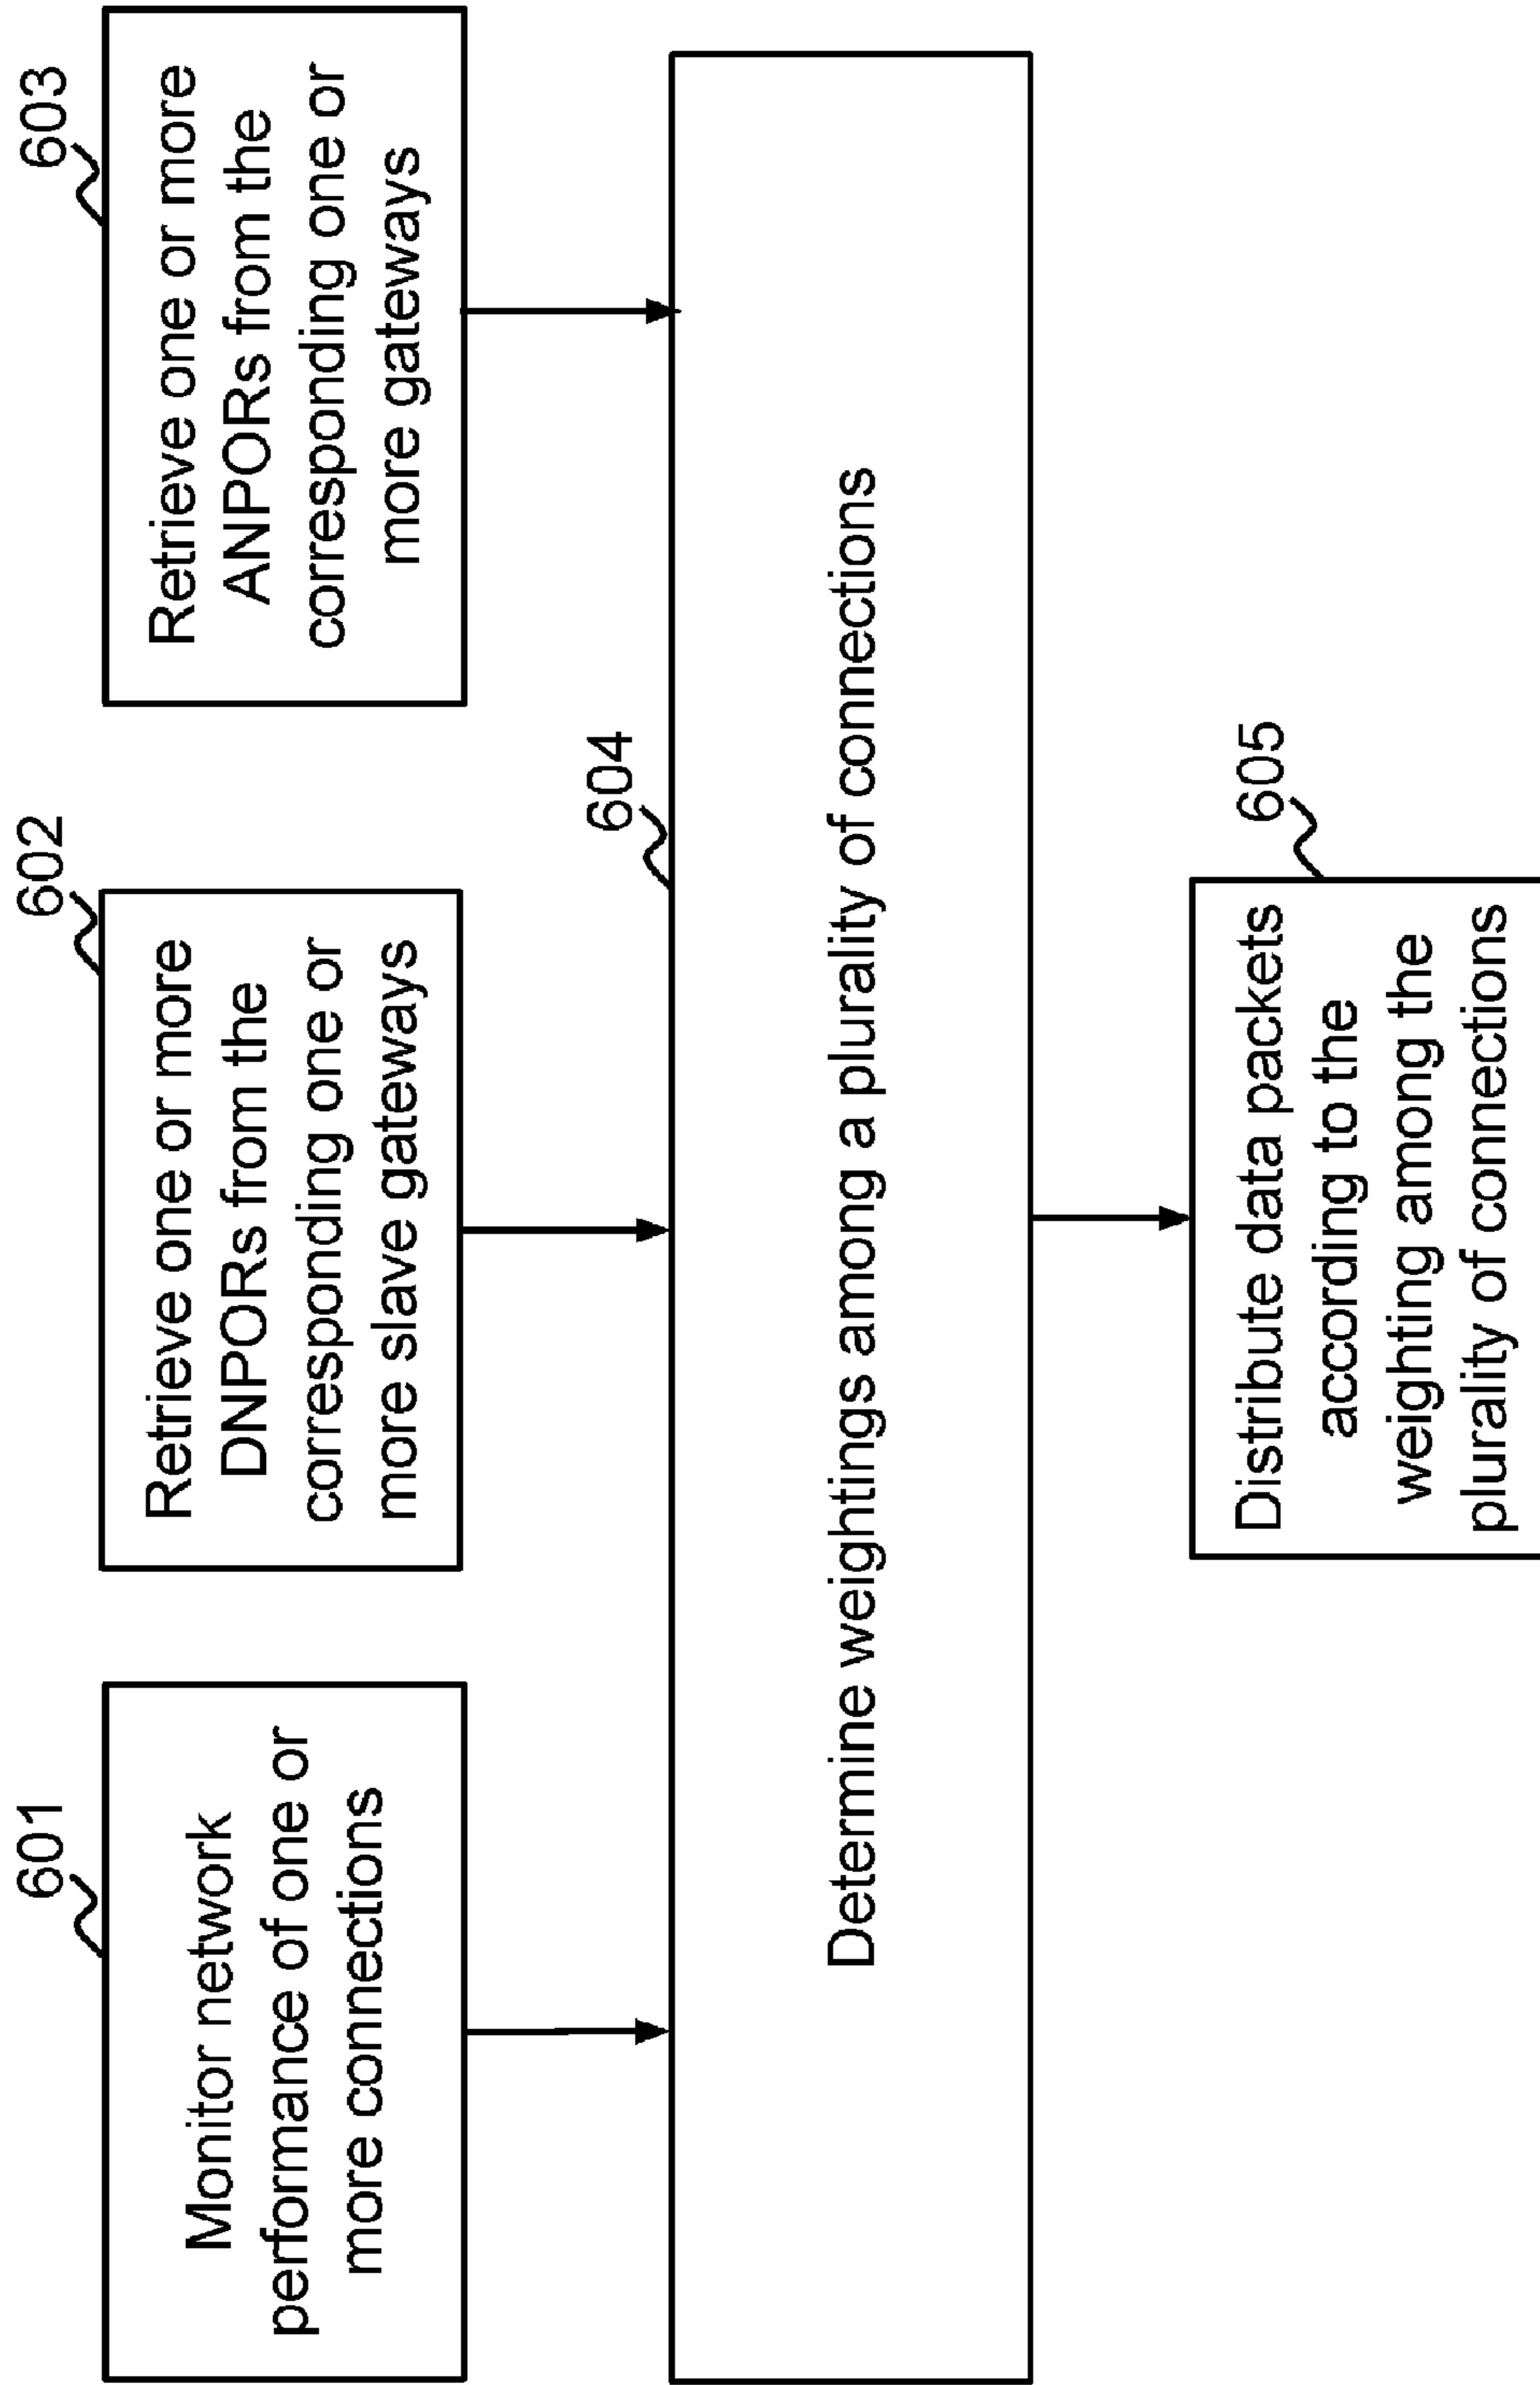 601
Monitor network
performance of one or
more connections
602
Retrieve one or more
DNPORs from the
corresponding one or
more slave gateways
603
Retrieve one or more
ANPORs from the
corresponding one or
more gateways
604
Determine weightings among a plurality of connections
605
Distribute data packets
according to the
weighting among the
plurality of connections